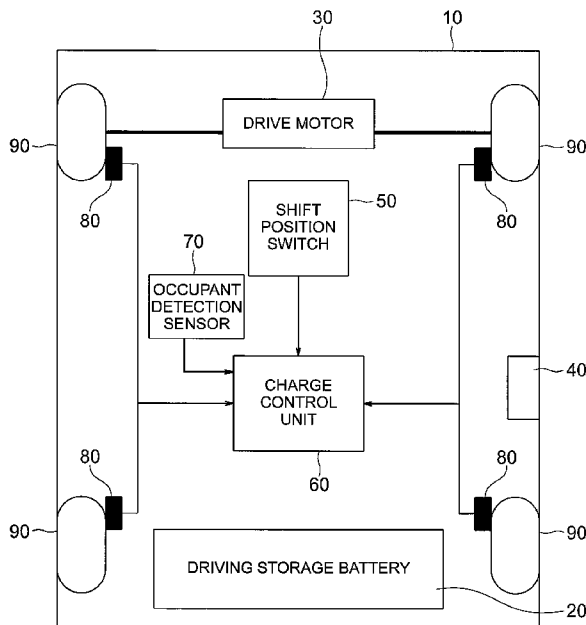 30
10
DRIVE MOTOR
90
90
80
80
50
SHIFT
POSITION
SWITCH
70
OCCUPANT
DETECTION
SENSOR
40
CHARGE
CONTROL
UNIT
80
60
80
90
90
DRIVING STORAGE BATTERY
20